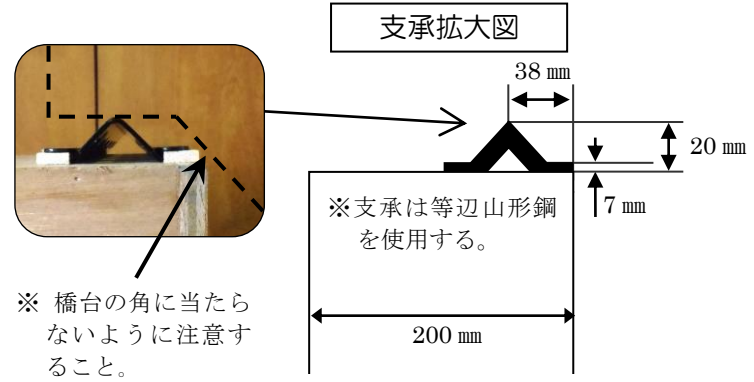 支承拡大図
38 ㎜
20 ㎜
7 ㎜
※支承は等辺山形鋼
を使用する。
200 ㎜
※ 橋台の角に当たら
ないように注意す
ること。